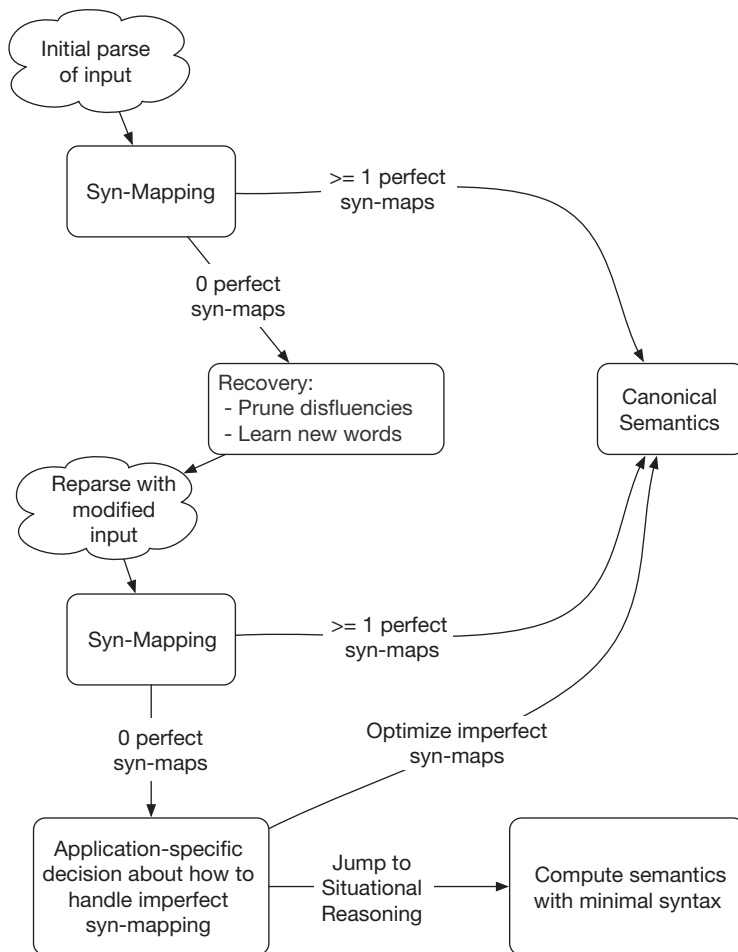 Initial parse
of input
Syn-Mapping
>= 1 perfect
syn-maps
0 perfect
syn-maps
Recovery:
- Prune disfluencies
- Learn new words
Canonical
Semantics
Reparse with
modified
input
Syn-Mapping
>= 1 perfect
syn-maps
0 perfect
syn-maps
Optimize imperfect
syn-maps
Application-specific
decision about how to
handle imperfect
syn-mapping
Jump to
Situational
Reasoning
Compute semantics
with minimal syntax